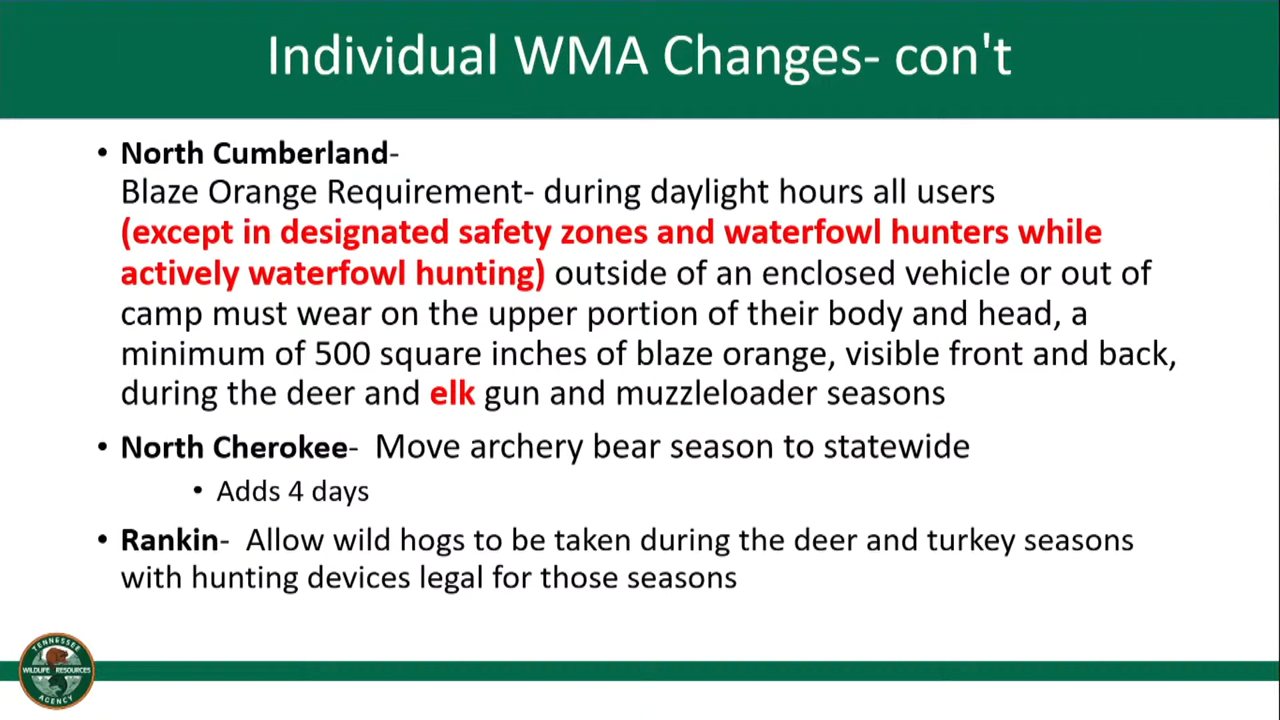 Individual WMA Changes- con't
• North Cumberland-
Blaze Orange Requirement- during daylight hours all users
(except in designated safety zones and waterfowl hunters while
actively waterfowl hunting) outside of an enclosed vehicle or out of
camp must wear on the upper portion of their body and head, a
minimum of 500 square inches of blaze orange, visible front and back,
during the deer and elk gun and muzzleloader seasons
• North Cherokee- Move archery bear season to statewide
• Adds 4 days
• Rankin- Allow wild hogs to be taken during the deer and turkey seasons
with hunting devices legal for those seasons
TENNESSEE
WILDLIFE RESOURCES
AGENCY